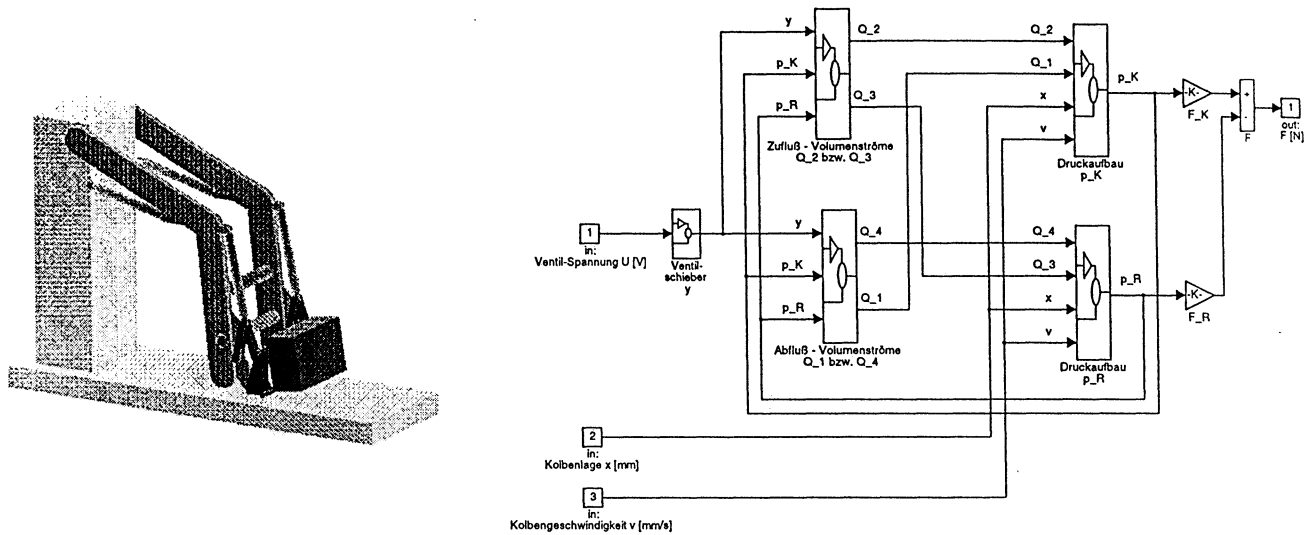 y
p_K
p_R
Q_2
Q_3
Zufluß - Volumenströme
Q_2 bzw. Q_3
Q_2
Q_1
x
v
p_K
Druckaufbau
p_K
-K-
F_K
+
-
F
1
out:
F [N]
1
in:
Ventil-Spannung U [V]
Ventil-
schieber
y
y
p_K
p_R
Q_4
Q_1
Abfluß - Volumenströme
Q_1 bzw. Q_4
Q_4
Q_3
x
v
p_R
Druckaufbau
p_R
-K-
F_R
2
in:
Kolbenlage x [mm]
3
in:
Kolbengeschwindigkeit v [mm/s]